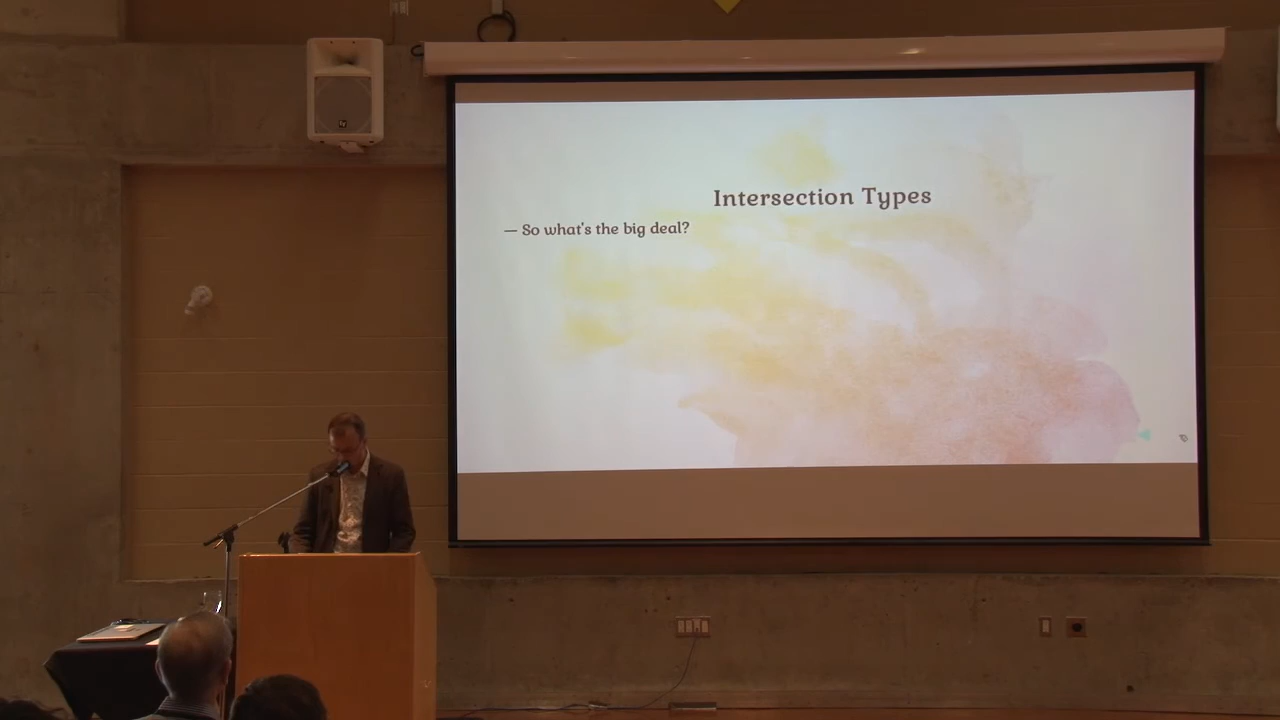 Intersection Types
— So what's the big deal?